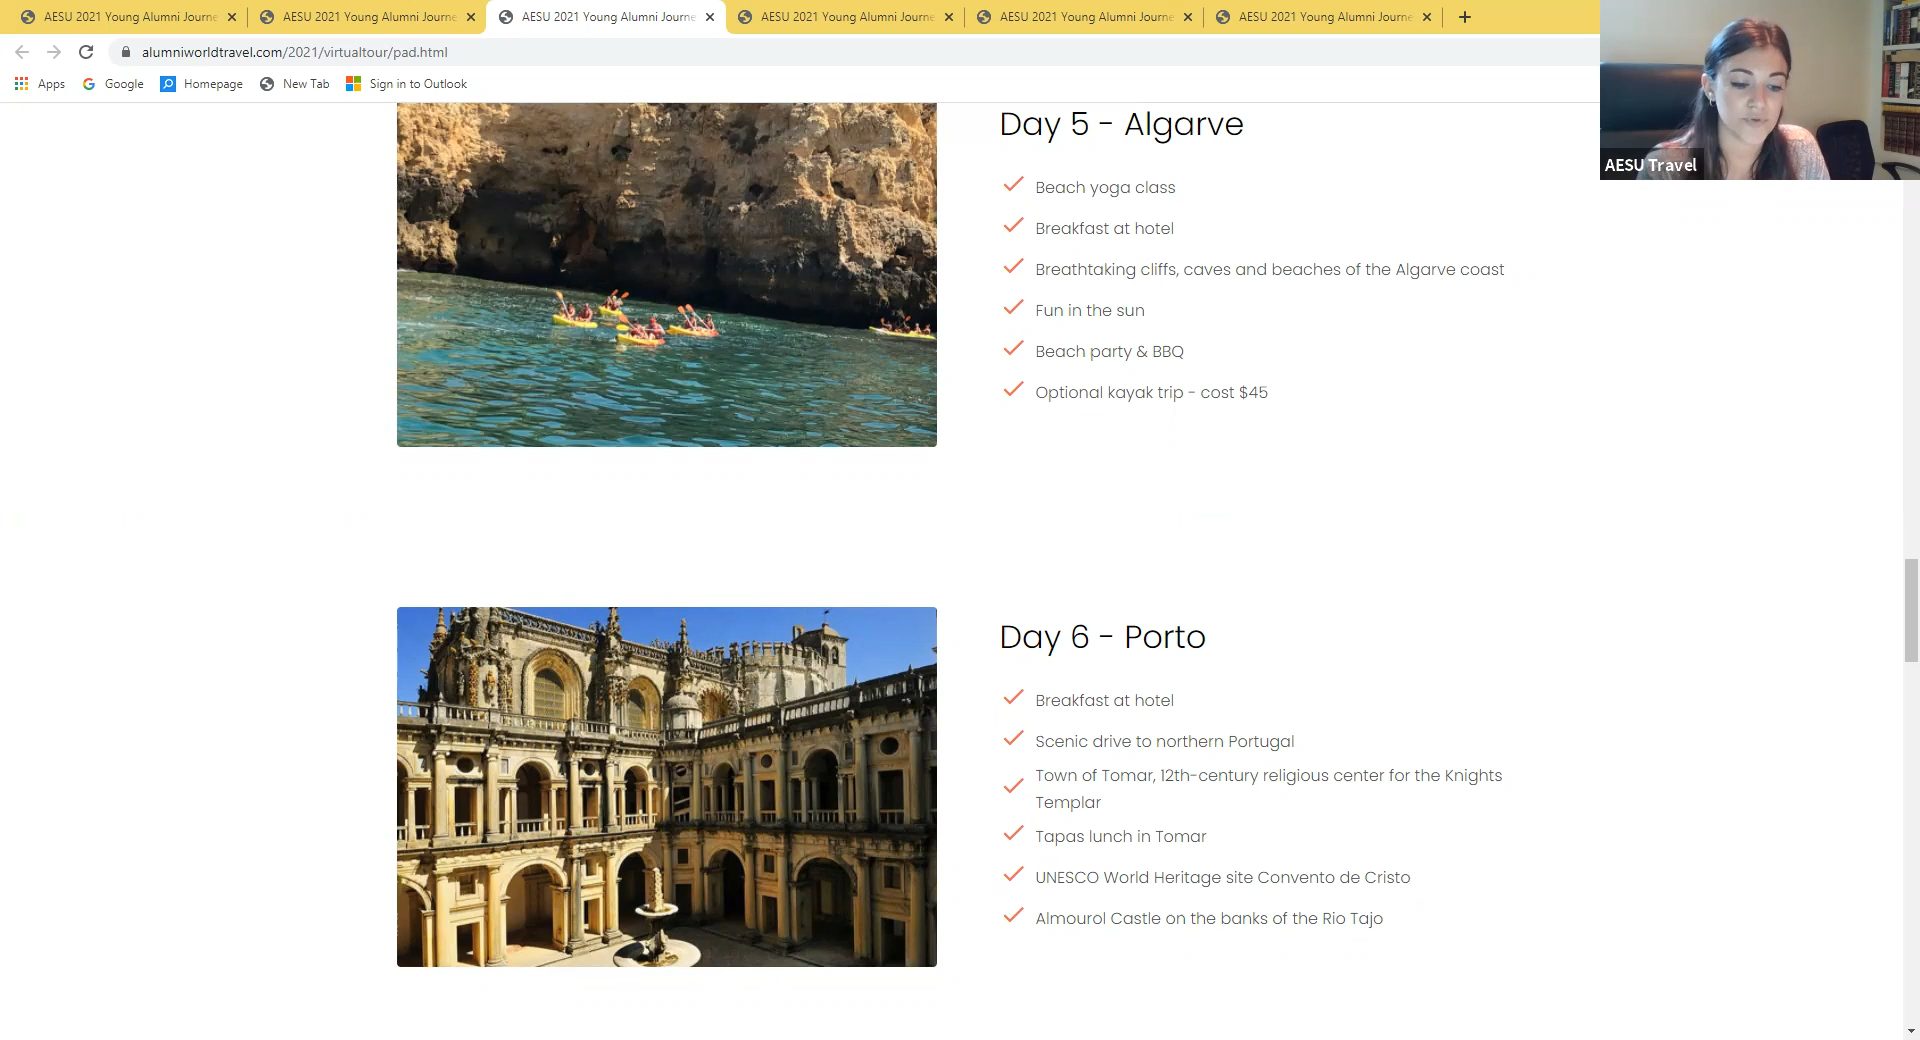 AESU 2021 Young Alumni Journe
AESU 2021 Young Alumni Journe
AESU 2021 Young Alumni Journe
AESU 2021 Young Alumni Journe
AESU 2021 Young Alumni Journe
AESU 2021 Young Alumni Journe
alumniworldtravel.com/2021/virtualtour/pad.html
Apps
Google
Homepage
New Tab
Sign in to Outlook
AESU Travel
Day 5 - Algarve
Beach yoga class
Breakfast at hotel
Breathtaking cliffs, caves and beaches of the Algarve coast
Fun in the sun
Beach party & BBQ
Optional kayak trip - cost $45
Day 6 - Porto
Breakfast at hotel
Scenic drive to northern Portugal
Town of Tomar, 12th-century religious center for the Knights
Templar
Tapas lunch in Tomar
UNESCO World Heritage site Convento de Cristo
Almourol Castle on the banks of the Rio Tajo